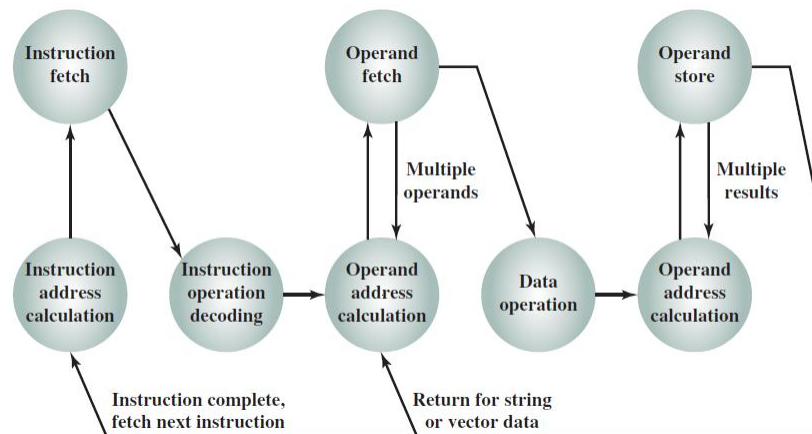 Instruction
fetch
Operand
fetch
Operand
store
Multiple
operands
Multiple
results
Instruction
address
calculation
Instruction
operation
decoding
Operand
address
calculation
Data
operation
Operand
address
calculation
Instruction complete,
fetch next instruction
Return for string
or vector data